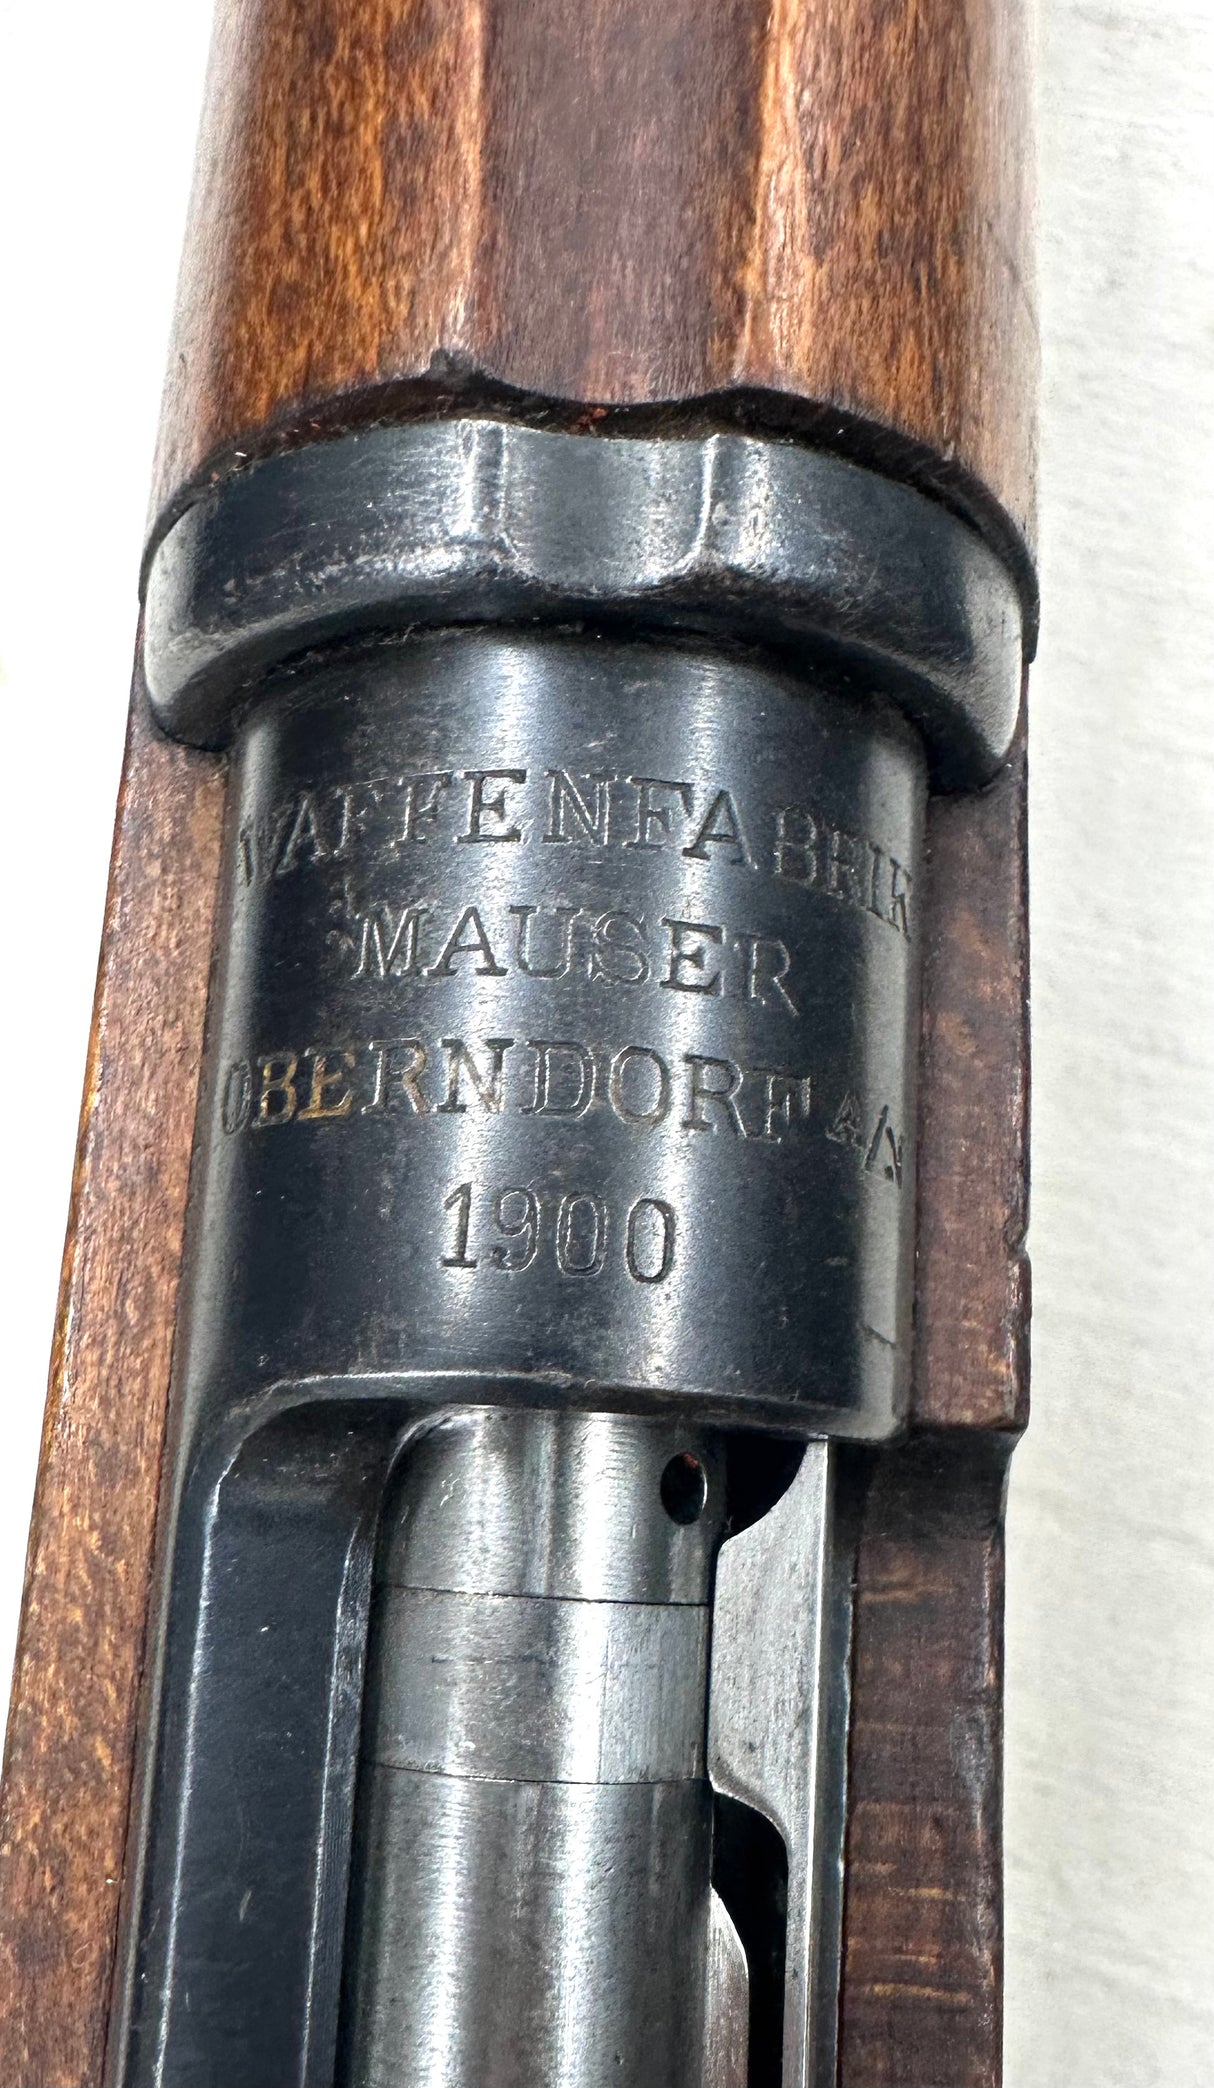 WAFFENFABRIK
MAUSER
OBERNDORF A/N
1900